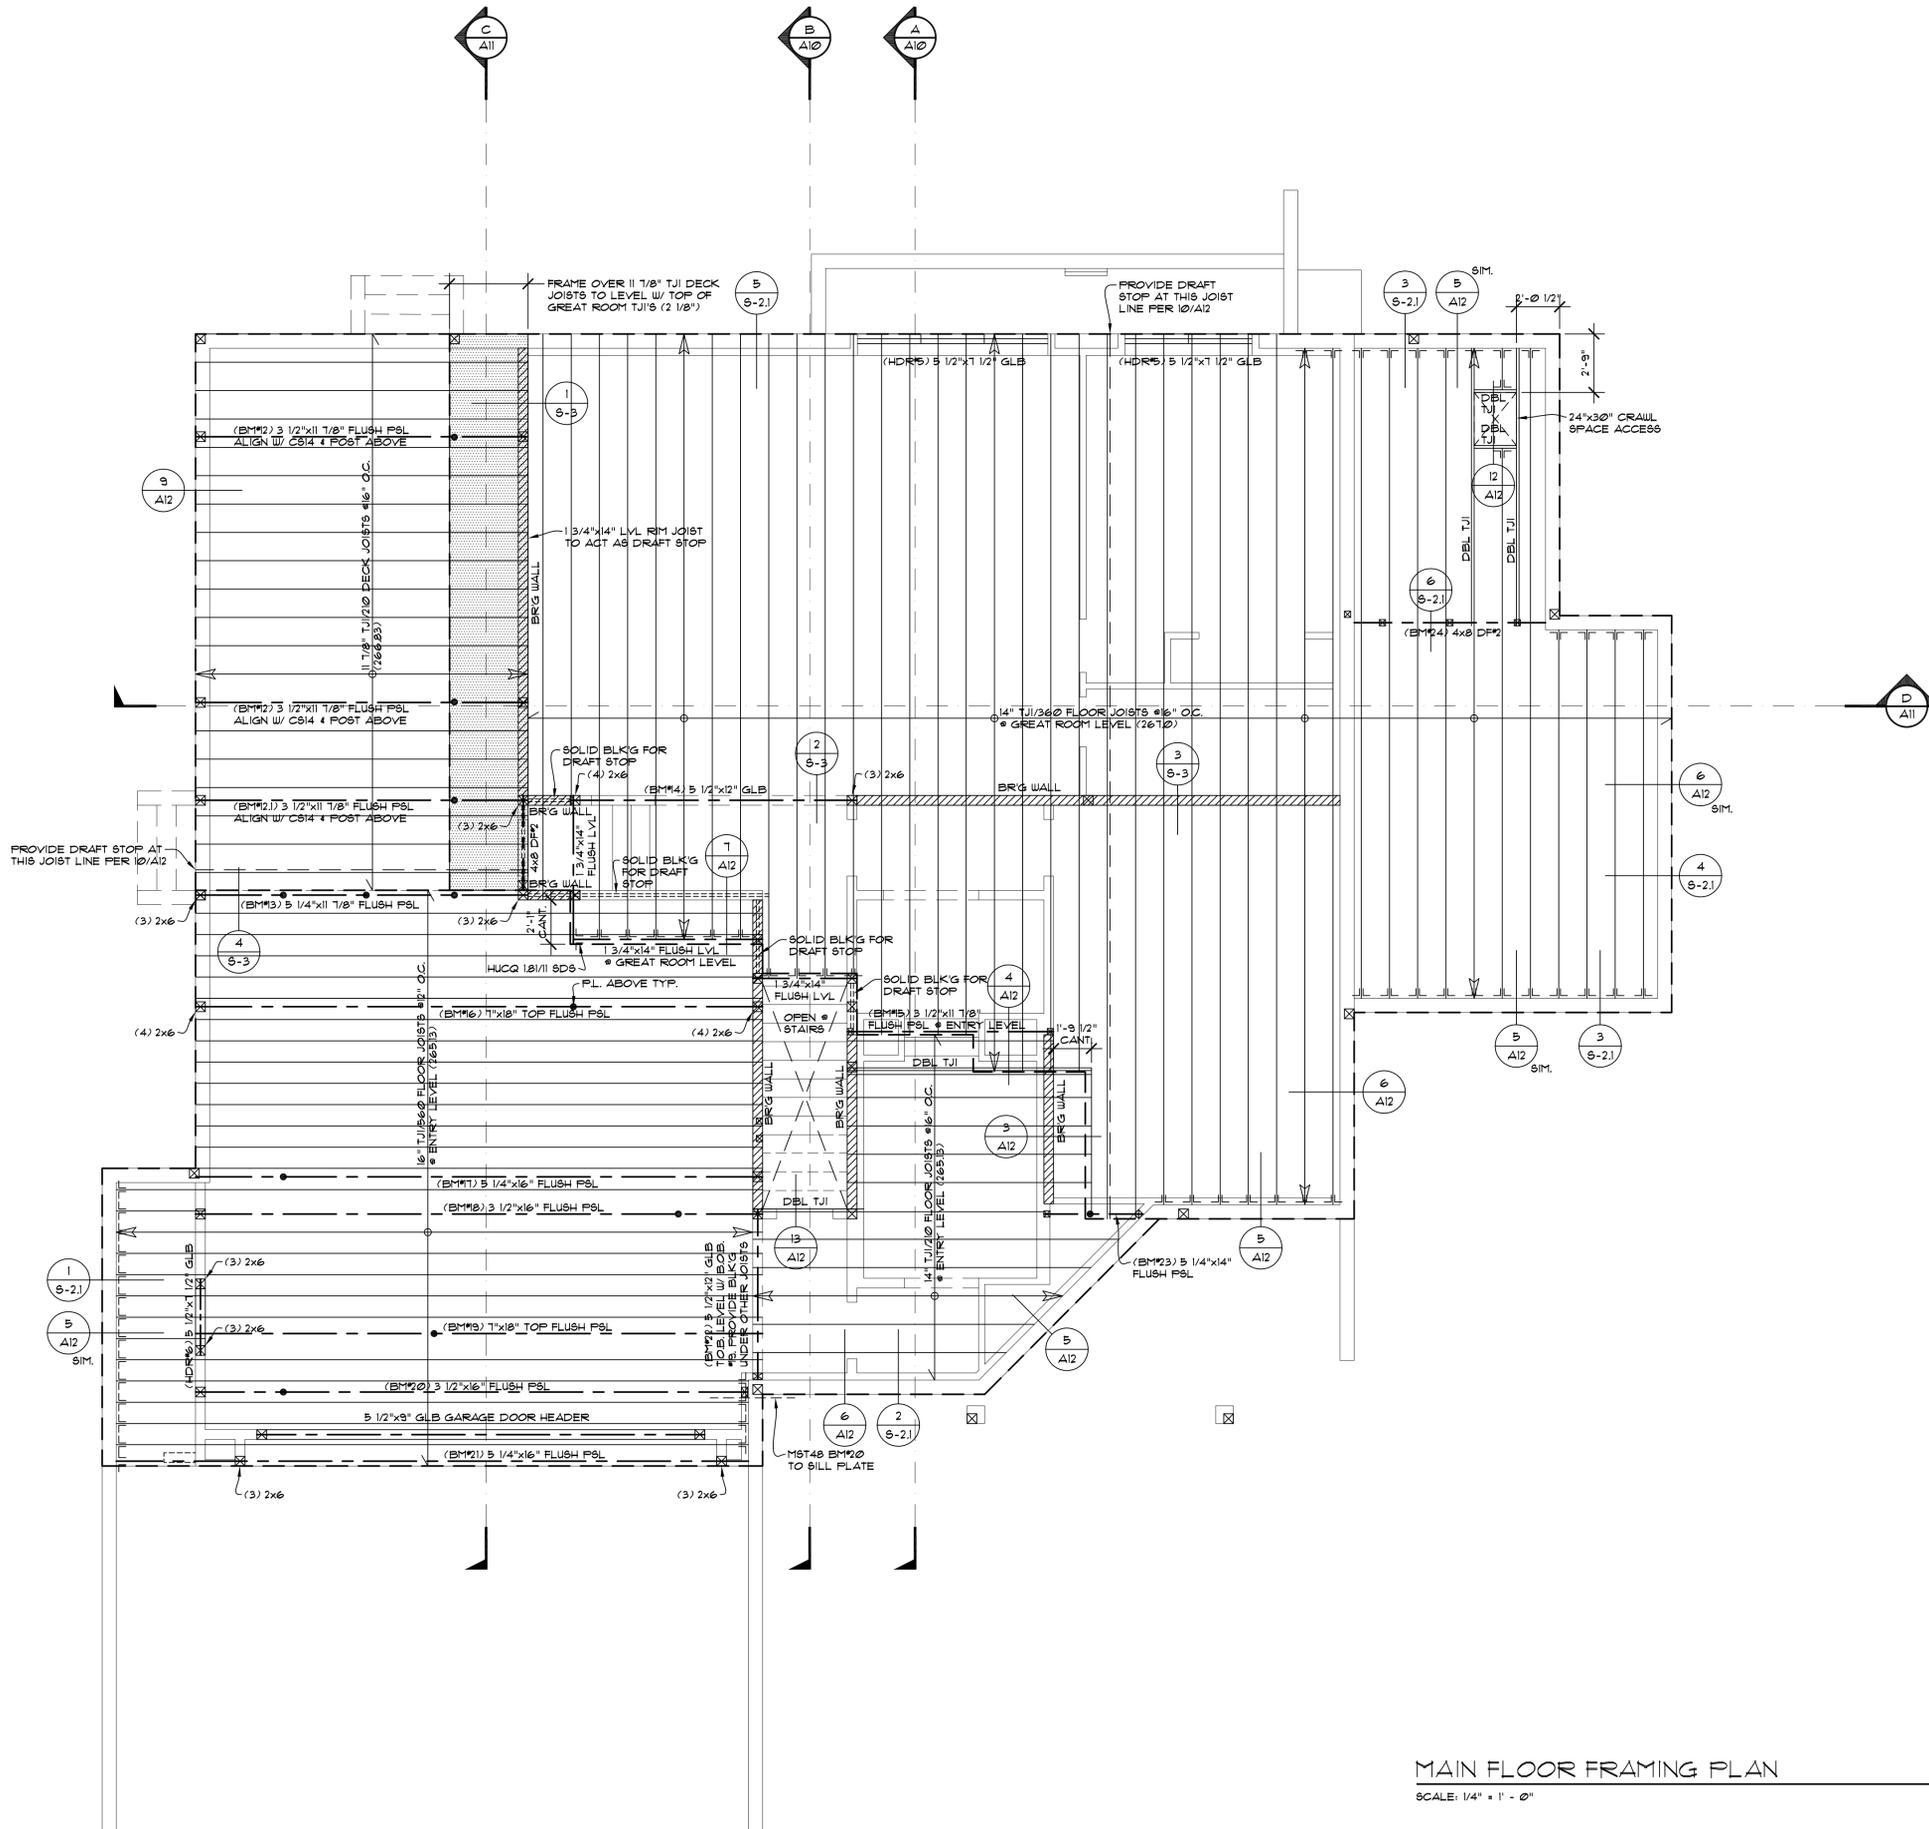 C
A11
B
A10
A
A10
FRAME OVER 11 7/8" TJI DECK
JOISTS TO LEVEL W/ TOP OF
GREAT ROOM TJI'S (2 1/8")
5
S-2.1
PROVIDE DRAFT
STOP AT THIS JOIST
LINE PER 10/A12
3
S-2.1
5
A12
SIM.
2'-0 1/2"
2'-9"
(HDR#5) 5 1/2"x7 1/2" GLB
(HDR#5) 5 1/2"x7 1/2" GLB
1
S-3
DBL
TJI
DBL
TJI
24"x30" CRAWL
SPACE ACCESS
(BM#12) 3 1/2"x11 7/8" FLUSH PSL
ALIGN W/ CS14 & POST ABOVE
9
A12
12
A12
11 7/8" TJI/210 DECK JOISTS @16" O.C.
(266.83)
1 3/4"x14" LVL RIM JOIST
TO ACT AS DRAFT STOP
BR'G WALL
DBL TJI
DBL TJI
6
S-2.1
(BM#24) 4x8 DF#2
(BM#12) 3 1/2"x11 7/8" FLUSH PSL
ALIGN W/ CS14 & POST ABOVE
14" TJI/360 FLOOR JOISTS @16" O.C.
@ GREAT ROOM LEVEL (267.0)
D
A11
SOLID BLK'G FOR
DRAFT STOP
(4) 2x6
2
S-3
3
S-3
(BM#14) 5 1/2"x12" GLB
(3) 2x6
BR'G WALL
6
A12
SIM.
(BM#12.1) 3 1/2"x11 7/8" FLUSH PSL
ALIGN W/ CS14 & POST ABOVE
BR'G WALL
(3) 2x6
4x8 DF#2
1 3/4"x14"
FLUSH LVL
7
A12
SOLID BLK'G
FOR DRAFT
STOP
PROVIDE DRAFT STOP AT
THIS JOIST LINE PER 10/A12
BR'G WALL
4
S-2.1
(BM#13) 5 1/4"x11 7/8" FLUSH PSL
(3) 2x6
(3) 2x6
2'-1"
CANT.
4
S-3
1 3/4"x14" FLUSH LVL
@ GREAT ROOM LEVEL
HUCQ 1.81/11 SDS
SOLID BLK'G FOR
DRAFT STOP
P.L. ABOVE TYP.
1 3/4"x14"
FLUSH LVL
SOLID BLK'G FOR
DRAFT STOP
4
A12
(BM#16) 7"x18" TOP FLUSH PSL
(4) 2x6
(4) 2x6
OPEN @
STAIRS
(BM#15) 3 1/2"x11 7/8"
FLUSH PSL @ ENTRY LEVEL
1'-9 1/2"
CANT.
5
A12
SIM.
3
S-2.1
16" TJI/560 FLOOR JOISTS @12" O.C.
@ ENTRY LEVEL (265.13)
DBL TJI
BR'G WALL
BR'G WALL
BR'G WALL
6
A12
3
A12
14" TJI/210 FLOOR JOISTS @16" O.C.
@ ENTRY LEVEL (265.13)
(BM#17) 5 1/4"x16" FLUSH PSL
(BM#18) 3 1/2"x16" FLUSH PSL
DBL TJI
13
A12
5
A12
(BM#23) 5 1/4"x14"
FLUSH PSL
1
S-2.1
5
A12
SIM.
(3) 2x6
(3) 2x6
(HDR#6) 5 1/2"x7 1/2" GLB
(BM#19) 7"x18" TOP FLUSH PSL
(BM#22) 5 1/2"x12" GLB
T.O.B. LEVEL W/ B.O.B.
#18. PROVIDE BLK'G
UNDER OTHER JOISTS
5
A12
(BM#20) 3 1/2"x16" FLUSH PSL
5 1/2"x9" GLB GARAGE DOOR HEADER
6
A12
2
S-2.1
(BM#21) 5 1/4"x16" FLUSH PSL
MST48 BM#20
TO SILL PLATE
(3) 2x6
(3) 2x6
MAIN FLOOR FRAMING PLAN
SCALE: 1/4" = 1' - 0"